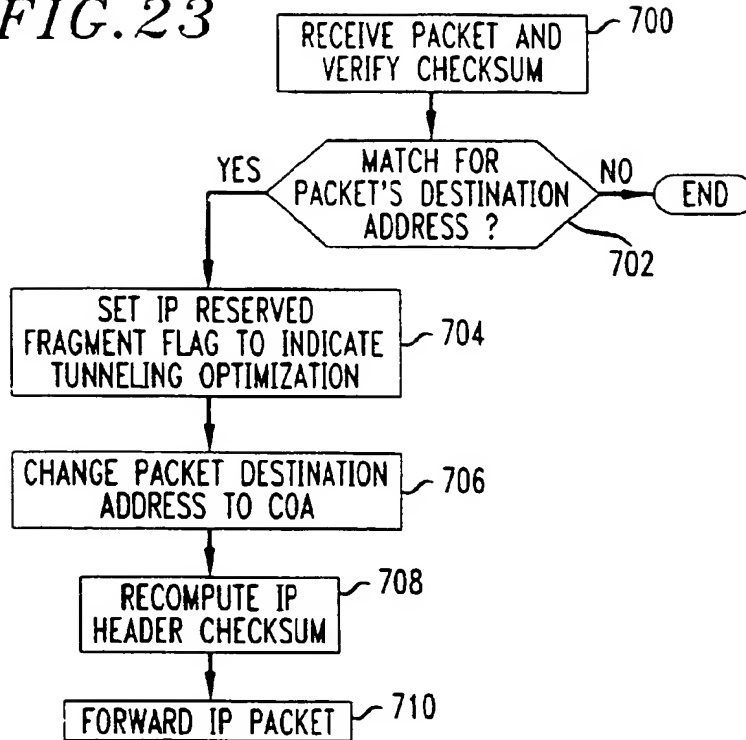 FIG.23
RECEIVE PACKET AND
VERIFY CHECKSUM
700
MATCH FOR
PACKET'S DESTINATION
ADDRESS ?
702
YES
NO
END
SET IP RESERVED
FRAGMENT FLAG TO INDICATE
TUNNELING OPTIMIZATION
704
CHANGE PACKET DESTINATION
ADDRESS TO COA
706
RECOMPUTE IP
HEADER CHECKSUM
708
FORWARD IP PACKET
710